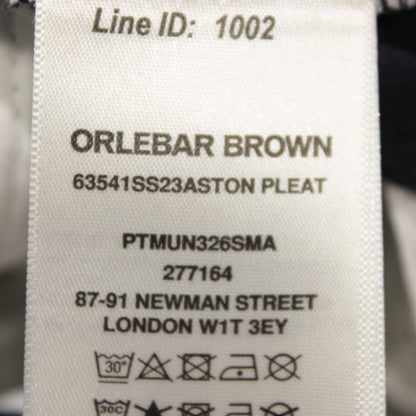 Line ID: 1002
ORLEBAR BROWN
63541SS23ASTON PLEAT
PTMUN326SMA
277164
87-91 NEWMAN STREET
LONDON W1T 3EY
30°
30C